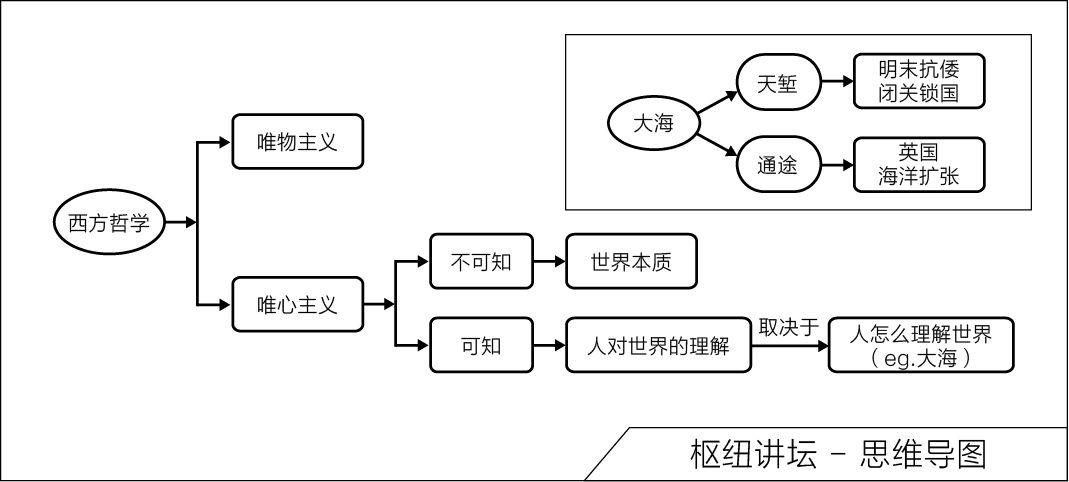 大海
天堑
明末抗倭
闭关锁国
通途
英国
海洋扩张
西方哲学
唯物主义
唯心主义
不可知
世界本质
可知
人对世界的理解
取决于
人怎么理解世界
（eg.大海）
枢纽讲坛 - 思维导图